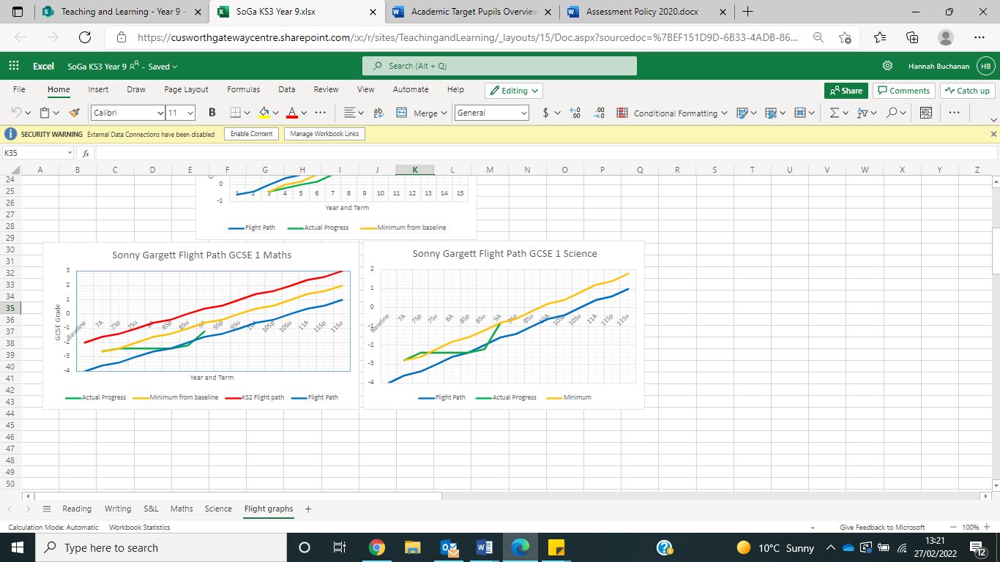 Teaching and Learning - Year 9 -
SoGa KS3 Year 9.xlsx
Academic Target Pupils Overview
Assessment Policy 2020.docx
https://cusworthgatewaycentre.sharepoint.com/:x:/r/sites/TeachingandLearning/_layouts/15/Doc.aspx?sourcedoc=%7BEF151D9D-6B33-4ADB-86...
Excel SoGa KS3 Year 9 - Saved
Search (Alt + Q)
Hannah Buchanan HB
File Home Insert Draw Page Layout Formulas Data Review View Automate Help Editing Share Comments Catch up
Calibri 11 B A Merge General $ .00 .00 Conditional Formatting
SECURITY WARNING External Data Connections have been disabled Enable Content Manage Workbook Links
K35 fx
A B C D E F G H I J K L M N O P Q R S T U V W X Y Z
24
25
26
27
28
29
30
31
32
33
34
35
36
37
38
39
40
41
42
43
44
45
46
47
48
49
50
0
-1
1 2 3 4 5 6 7 8 9 10 11 12 13 14 15
Year and Term
Flight Path Actual Progress Minimum from baseline
Sonny Gargett Flight Path GCSE 1 Maths
GCSE Grade
3
2
1
0
-1
-2
-3
-4
Baseline 7A 7Sp 7Su 8A 8Sp 8Su 9A 9Sp 9Su 10A 10Sp 10Su 11A 11Sp 11Su
Year and Term
Actual Progress Minimum from baseline KS2 Flight path Flight Path
Sonny Gargett Flight Path GCSE 1 Science
2
1
0
-1
-2
-3
-4
Baseline 7A 7Sp 7Su 8A 8Sp 8Su 9A 9Sp 9Su 10A 10Sp 10Su 11A 11Sp 11Su
Flight Path Actual Progress Minimum
Reading Writing S&L Maths Science Flight graphs
Calculation Mode: Automatic Workbook Statistics
Give Feedback to Microsoft 100%
Type here to search
10°C Sunny
13:21
27/02/2022
12